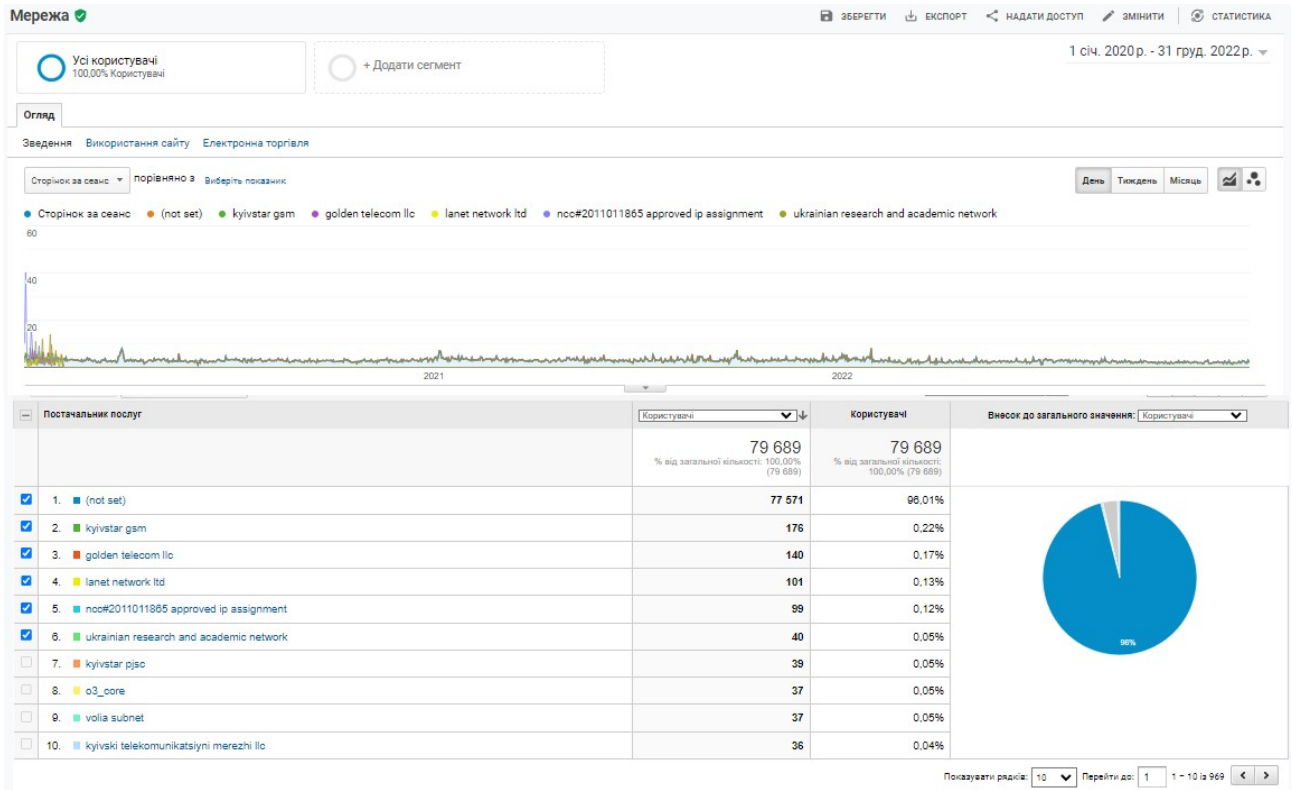 Мережа
ЗБЕРЕГТИ ЕКСПОРТ НАДАТИ ДОСТУП ЗМІНИТИ СТАТИСТИКА
Усі користувачі
100,00% Користувачі
+ Додати сегмент
1 січ. 2020 р. - 31 груд. 2022 р.
Огляд
Зведення Використання сайту Електронна торгівля
Сторінок за сеанс порівняно з Виберіть показник
День Тиждень Місяць
Сторінок за сеанс (not set) kyivstar gsm golden telecom llc lanet network ltd ncc#2011011865 approved ip assignment ukrainian research and academic network
60
40
20
2021 2022
Постачальник послуг Користувачі Користувачі Внесок до загального значення: Користувачі
79 689 79 689
% від загальної кількості: 100,00% (79 689) % від загальної кількості: 100,00% (79 689)
1. (not set) 77 571 96,01%
2. kyivstar gsm 176 0,22%
3. golden telecom llc 140 0,17%
4. lanet network ltd 101 0,13%
5. ncc#2011011865 approved ip assignment 99 0,12%
6. ukrainian research and academic network 40 0,05%
7. kyivstar pjsc 39 0,05%
8. o3_core 37 0,05%
9. volia subnet 37 0,05%
10. kyivski telekomunikatsiyni merezhi llc 36 0,04%
96%
Показувати рядків: 10 Перейти до: 1 1 – 10 із 969